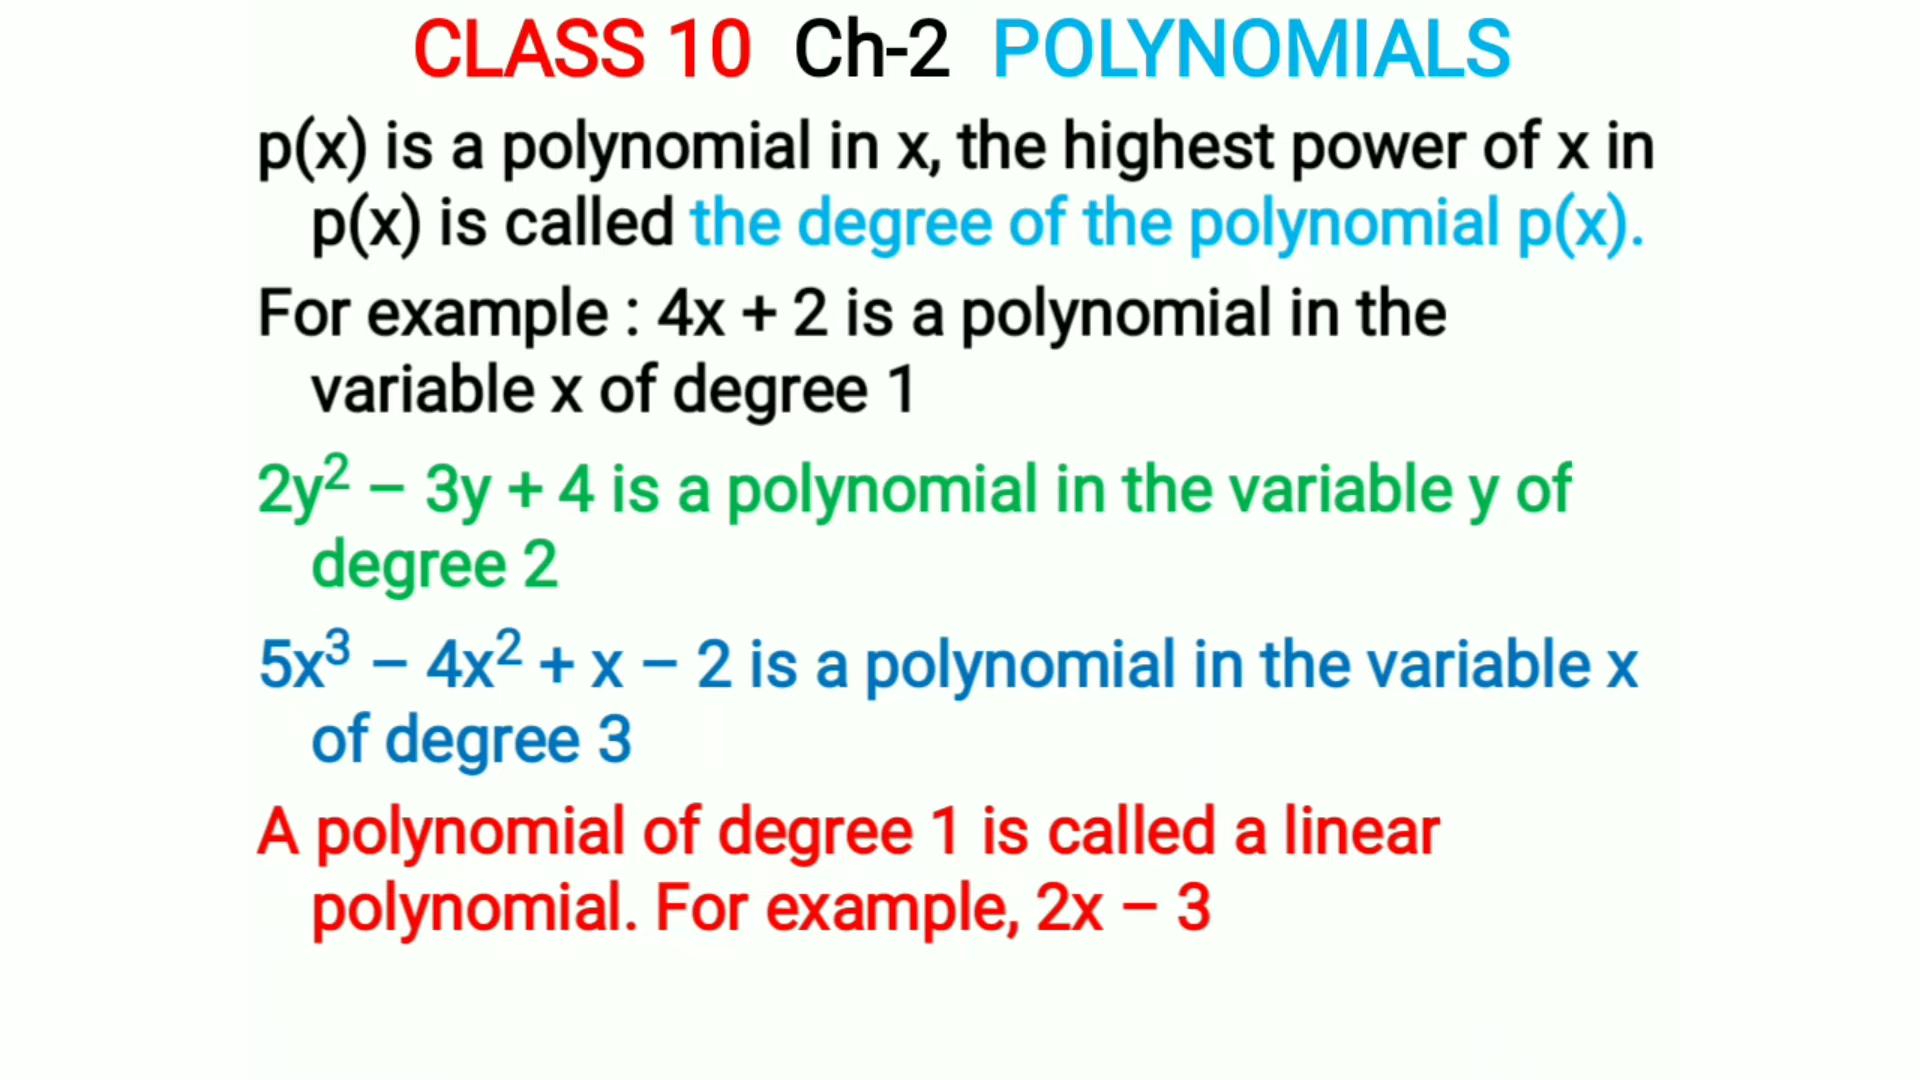 CLASS 10 Ch-2 POLYNOMIALS
p(x) is a polynomial in x, the highest power of x in
p(x) is called the degree of the polynomial p(x).
For example : 4x + 2 is a polynomial in the
variable x of degree 1
2y² – 3y + 4 is a polynomial in the variable y of
degree 2
5x³ – 4x² + x – 2 is a polynomial in the variable x
of degree 3
A polynomial of degree 1 is called a linear
polynomial. For example, 2x – 3